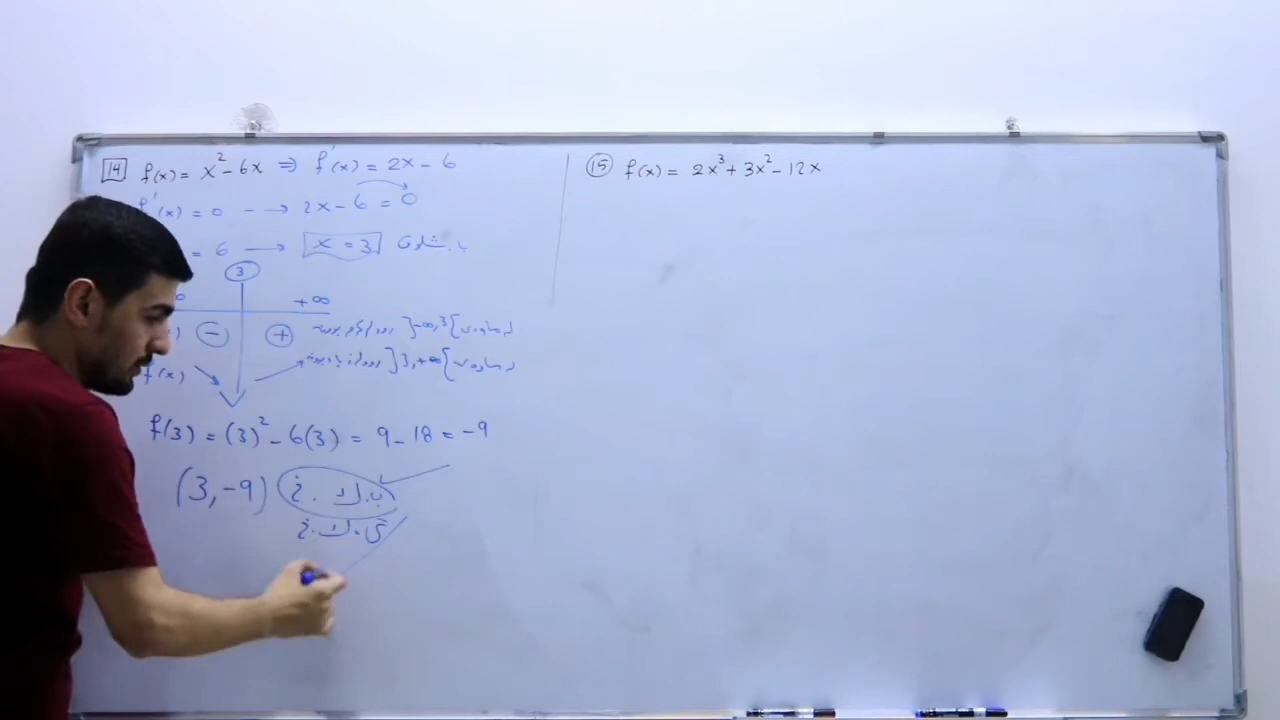 14 f(x) = x² - 6x ⇒ f'(x) = 2x - 6
f'(x) = 0 → 2x - 6 = 0
= 6 → x = 3
3
+∞
- + ]-∞,3[
f(x) ]3,+∞[
f(3) = (3)² - 6(3) = 9 - 18 = -9
(3,-9) ب.ك.خ
ق.ك.خ
15 f(x) = 2x³ + 3x² - 12x